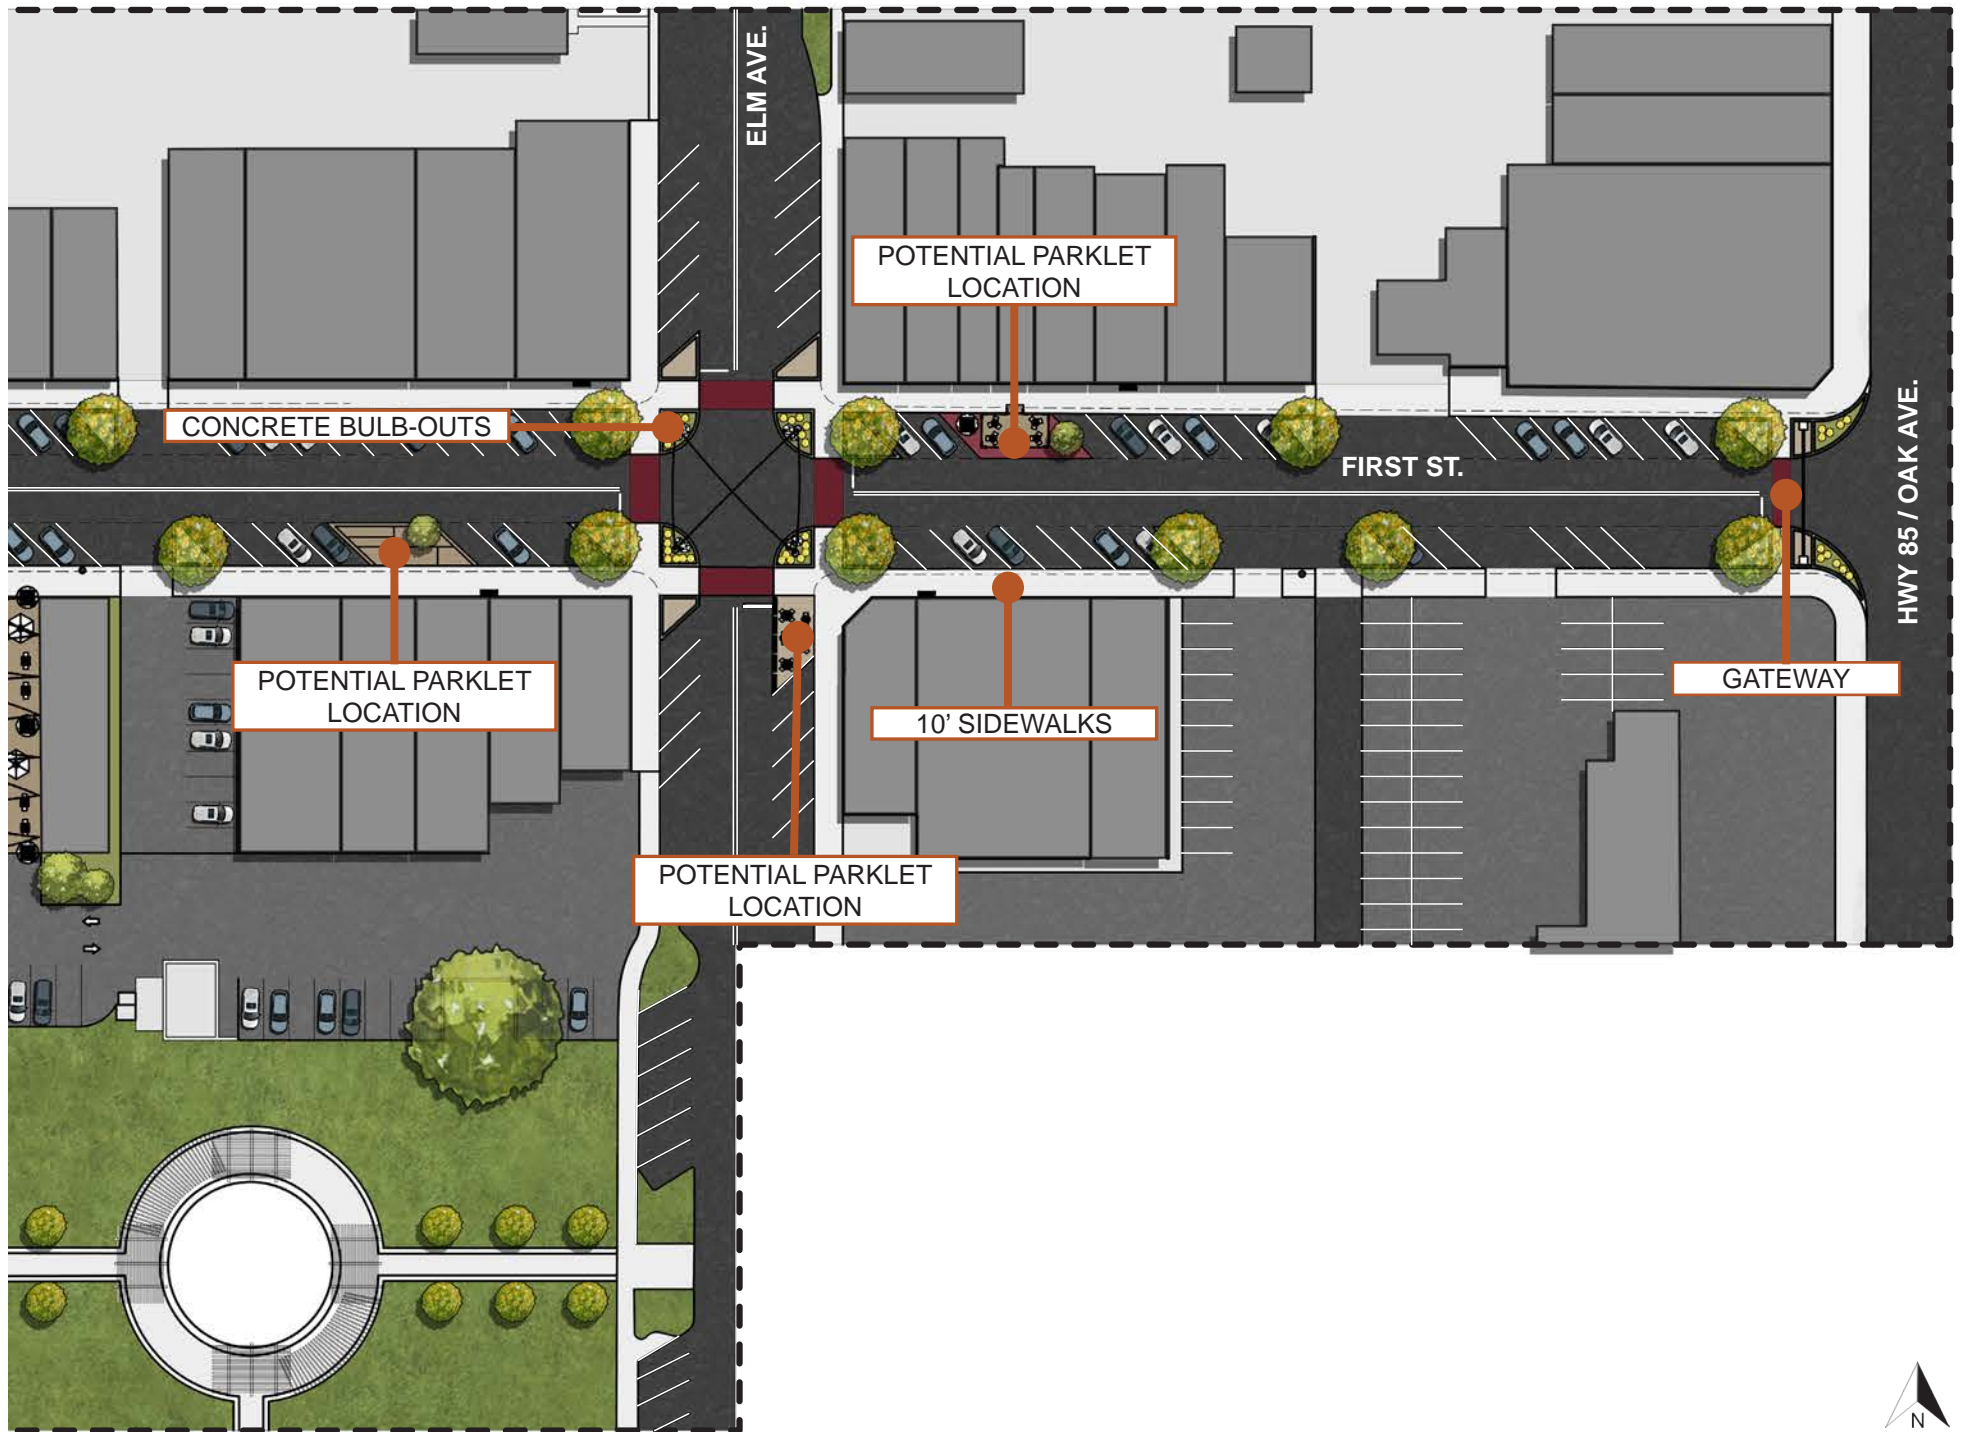 ELM AVE.
POTENTIAL PARKLET
LOCATION
CONCRETE BULB-OUTS
FIRST ST.
HWY 85 / OAK AVE.
POTENTIAL PARKLET
LOCATION
10’ SIDEWALKS
GATEWAY
POTENTIAL PARKLET
LOCATION
N